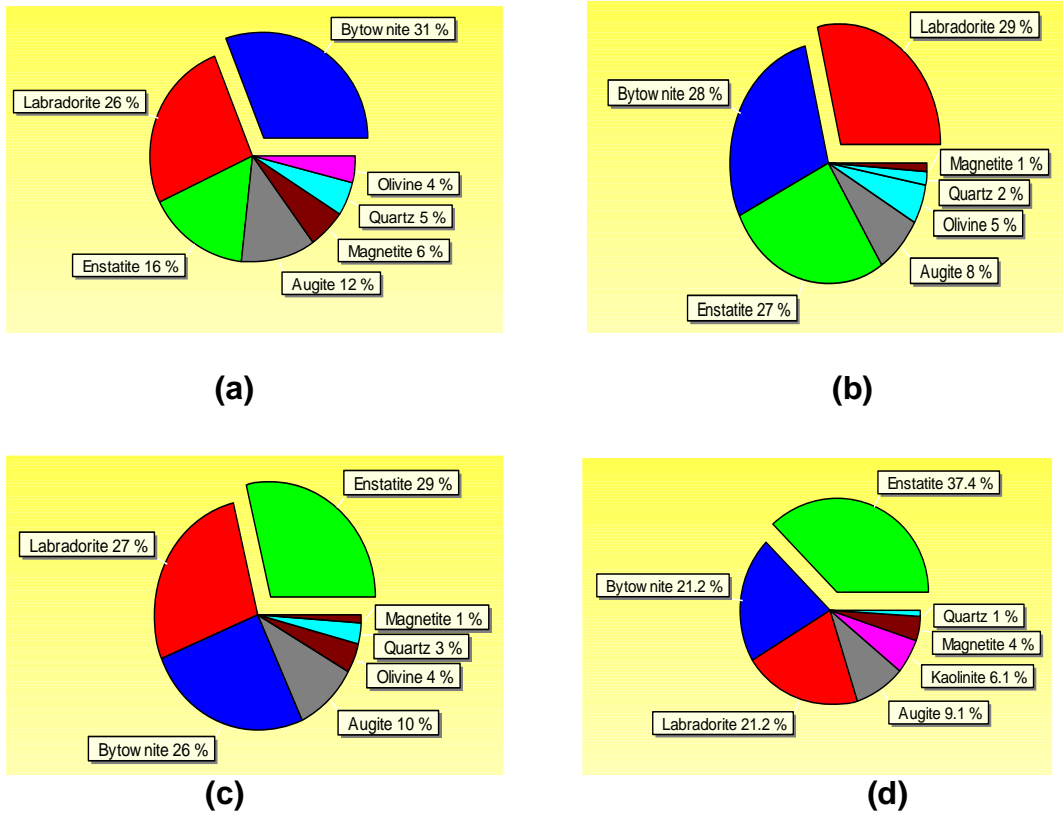 Bytow nite 31 %
Labradorite 26 %
Olivine 4 %
Quartz 5 %
Magnetite 6 %
Enstatite 16 %
Augite 12 %
(a)
Labradorite 29 %
Bytow nite 28 %
Magnetite 1 %
Quartz 2 %
Olivine 5 %
Augite 8 %
Enstatite 27 %
(b)
Enstatite 29 %
Labradorite 27 %
Magnetite 1 %
Quartz 3 %
Olivine 4 %
Augite 10 %
Bytow nite 26 %
(c)
Enstatite 37.4 %
Bytow nite 21.2 %
Quartz 1 %
Magnetite 4 %
Kaolinite 6.1 %
Augite 9.1 %
Labradorite 21.2 %
(d)